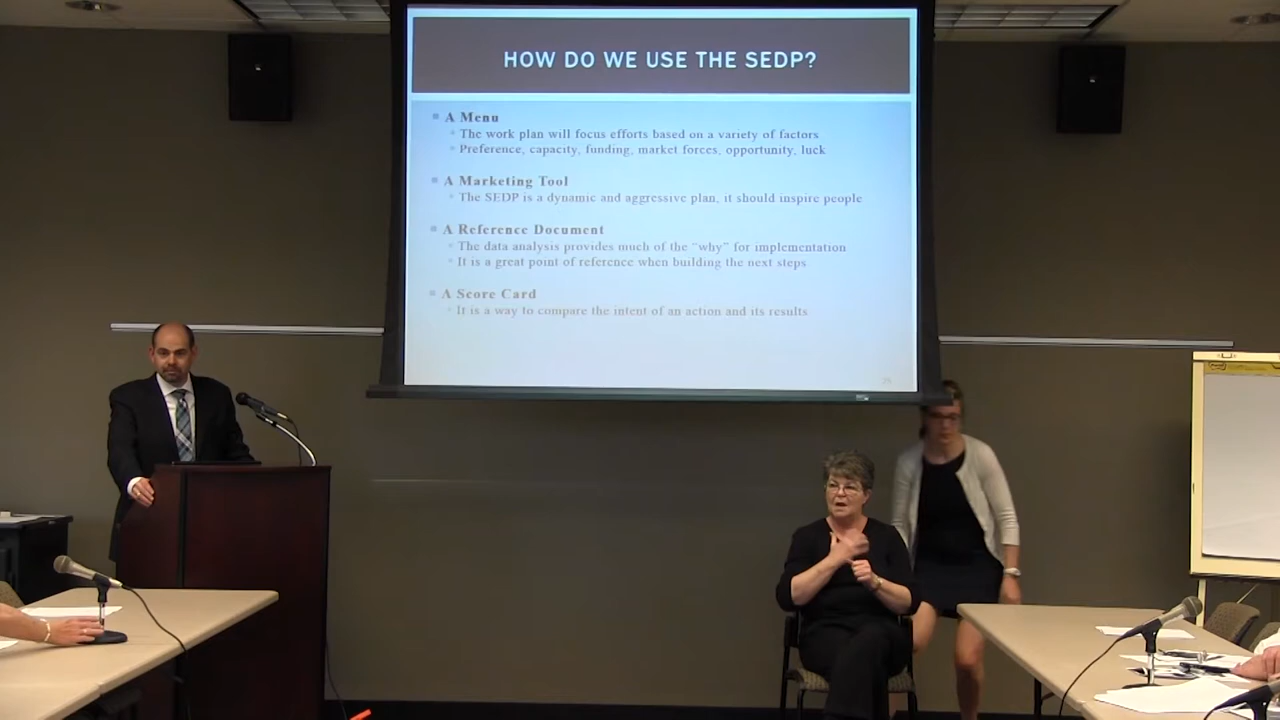 HOW DO WE USE THE SEDP?
A Menu
The work plan will focus efforts based on a variety of factors
Preference, capacity, funding, market forces, opportunity, luck
A Marketing Tool
The SEDP is a dynamic and aggressive plan, it should inspire people
A Reference Document
The data analysis provides much of the "why" for implementation
It is a great point of reference when building the next steps
A Score Card
It is a way to compare the intent of an action and its results